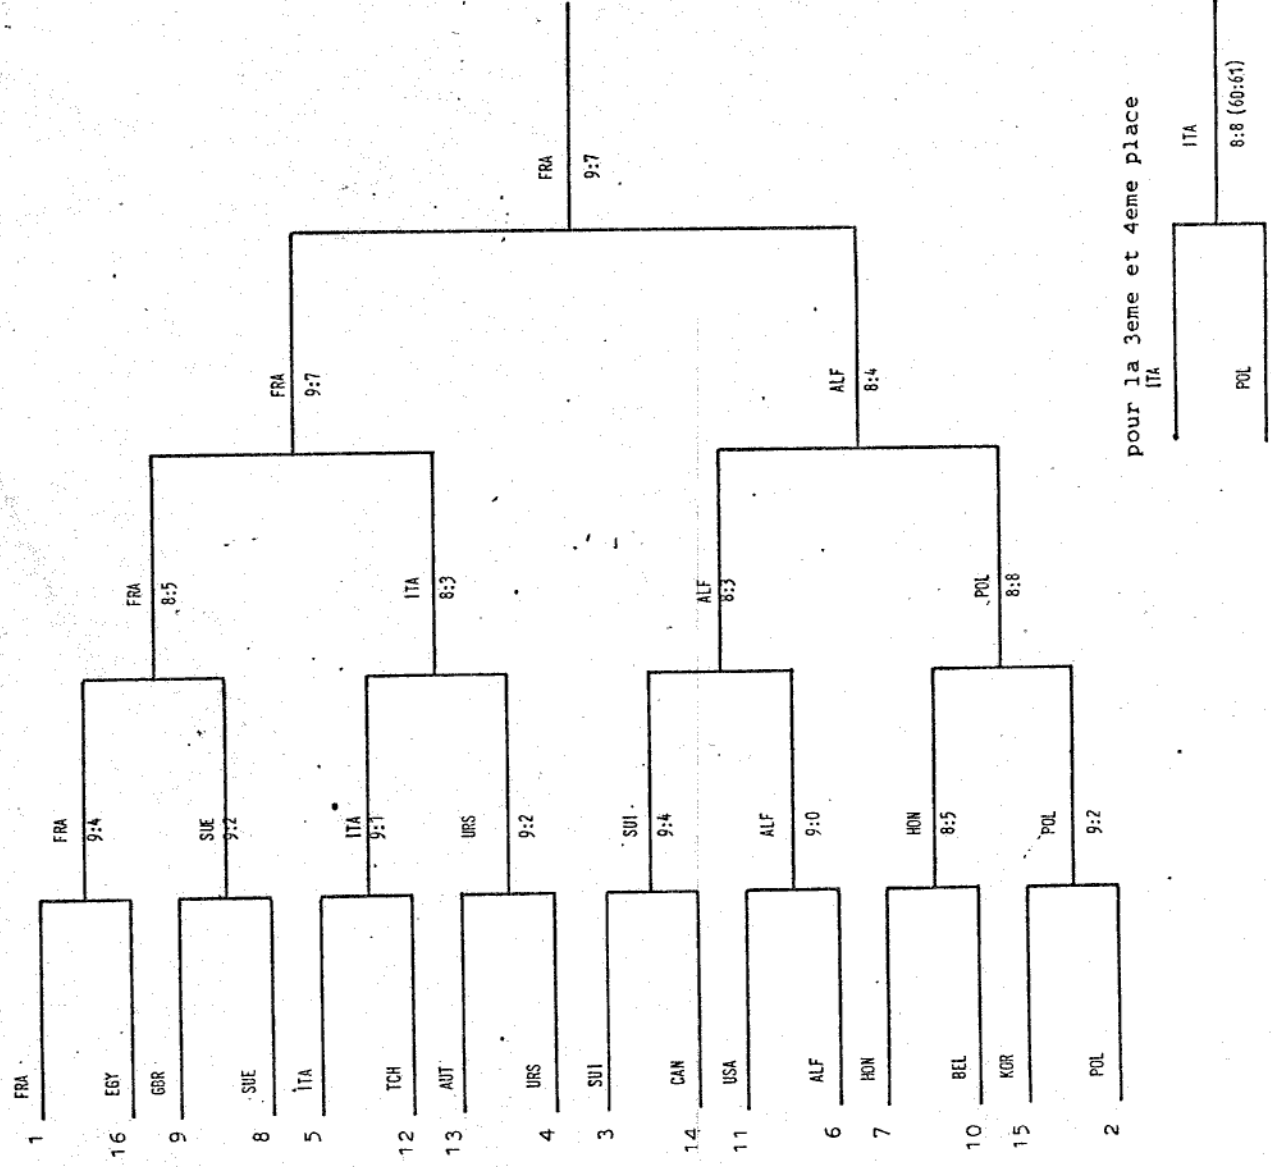 1 FRA
16 EGY
9 GBR
8 SUE
5 ITA
12 TCH
13 AUT
4 URS
3 SUI
14 CAN
11 USA
6 ALF
7 HON
10 BEL
15 KOR
2 POL
FRA
9:4
SUE
9:2
ITA
9:1
URS
9:2
SUI
9:4
ALF
9:0
HON
8:5
POL
9:2
FRA
8:5
ITA
8:3
ALF
8:3
POL
8:8
FRA
9:7
ALF
8:4
FRA
9:7
pour la 3eme et 4eme place
ITA
POL
ITA
8:8 (60:61)